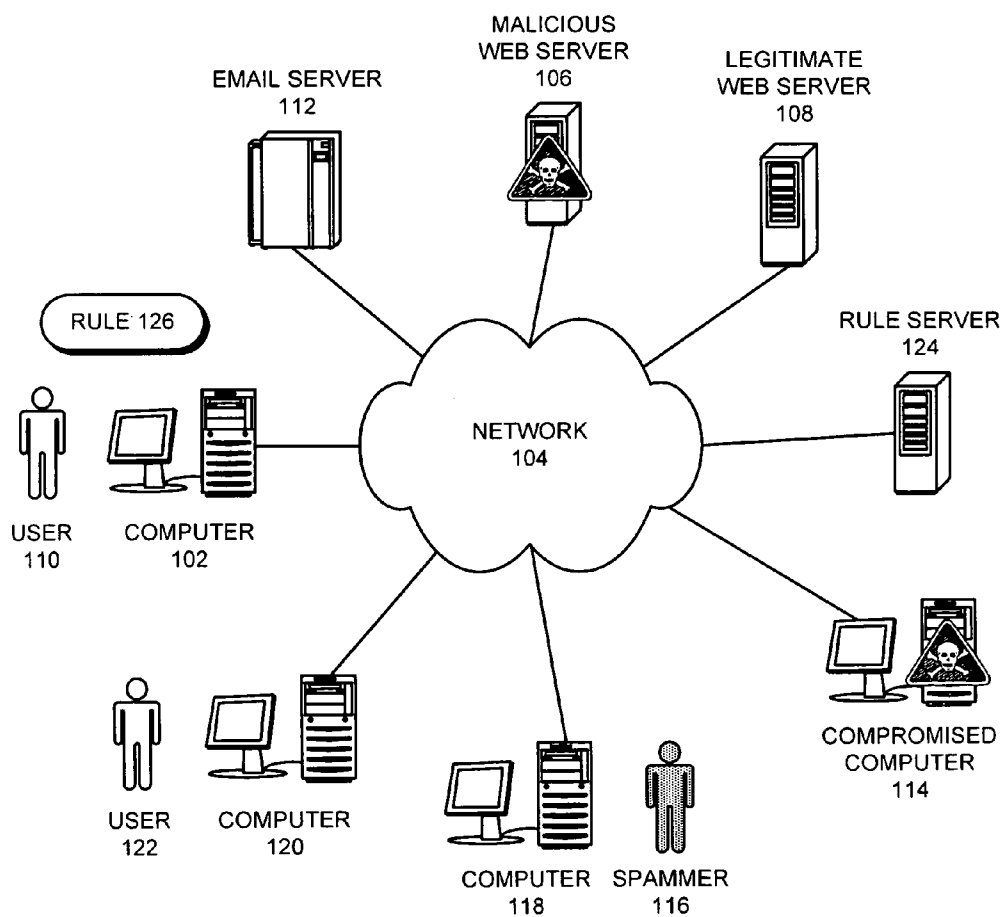 MALICIOUS
WEB SERVER
106
LEGITIMATE
WEB SERVER
108
EMAIL SERVER
112
RULE 126
RULE SERVER
124
NETWORK
104
USER
110
COMPUTER
102
COMPROMISED
COMPUTER
114
USER
122
COMPUTER
120
COMPUTER
118
SPAMMER
116